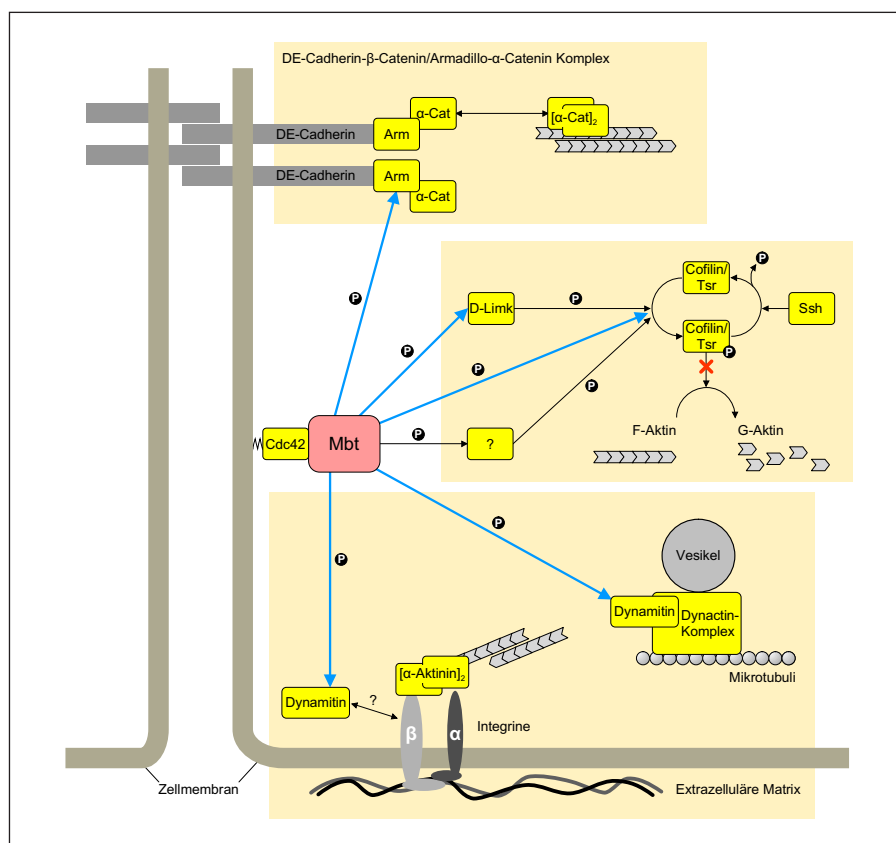 DE-Cadherin-β-Catenin/Armadillo-α-Catenin Komplex
α-Cat
[α-Cat]₂
DE-Cadherin
Arm
DE-Cadherin
Arm
α-Cat
P
Cofilin/
Tsr
P
D-Limk
P
Ssh
P
P
Cofilin/
Tsr
P
P
P
Cdc42
Mbt
P
?
F-Aktin
G-Aktin
P
P
Vesikel
Dynamitin
Dynactin-
Komplex
[α-Aktinin]₂
Mikrotubuli
Dynamitin
?
β
α
Integrine
Zellmembran
Extrazelluläre Matrix